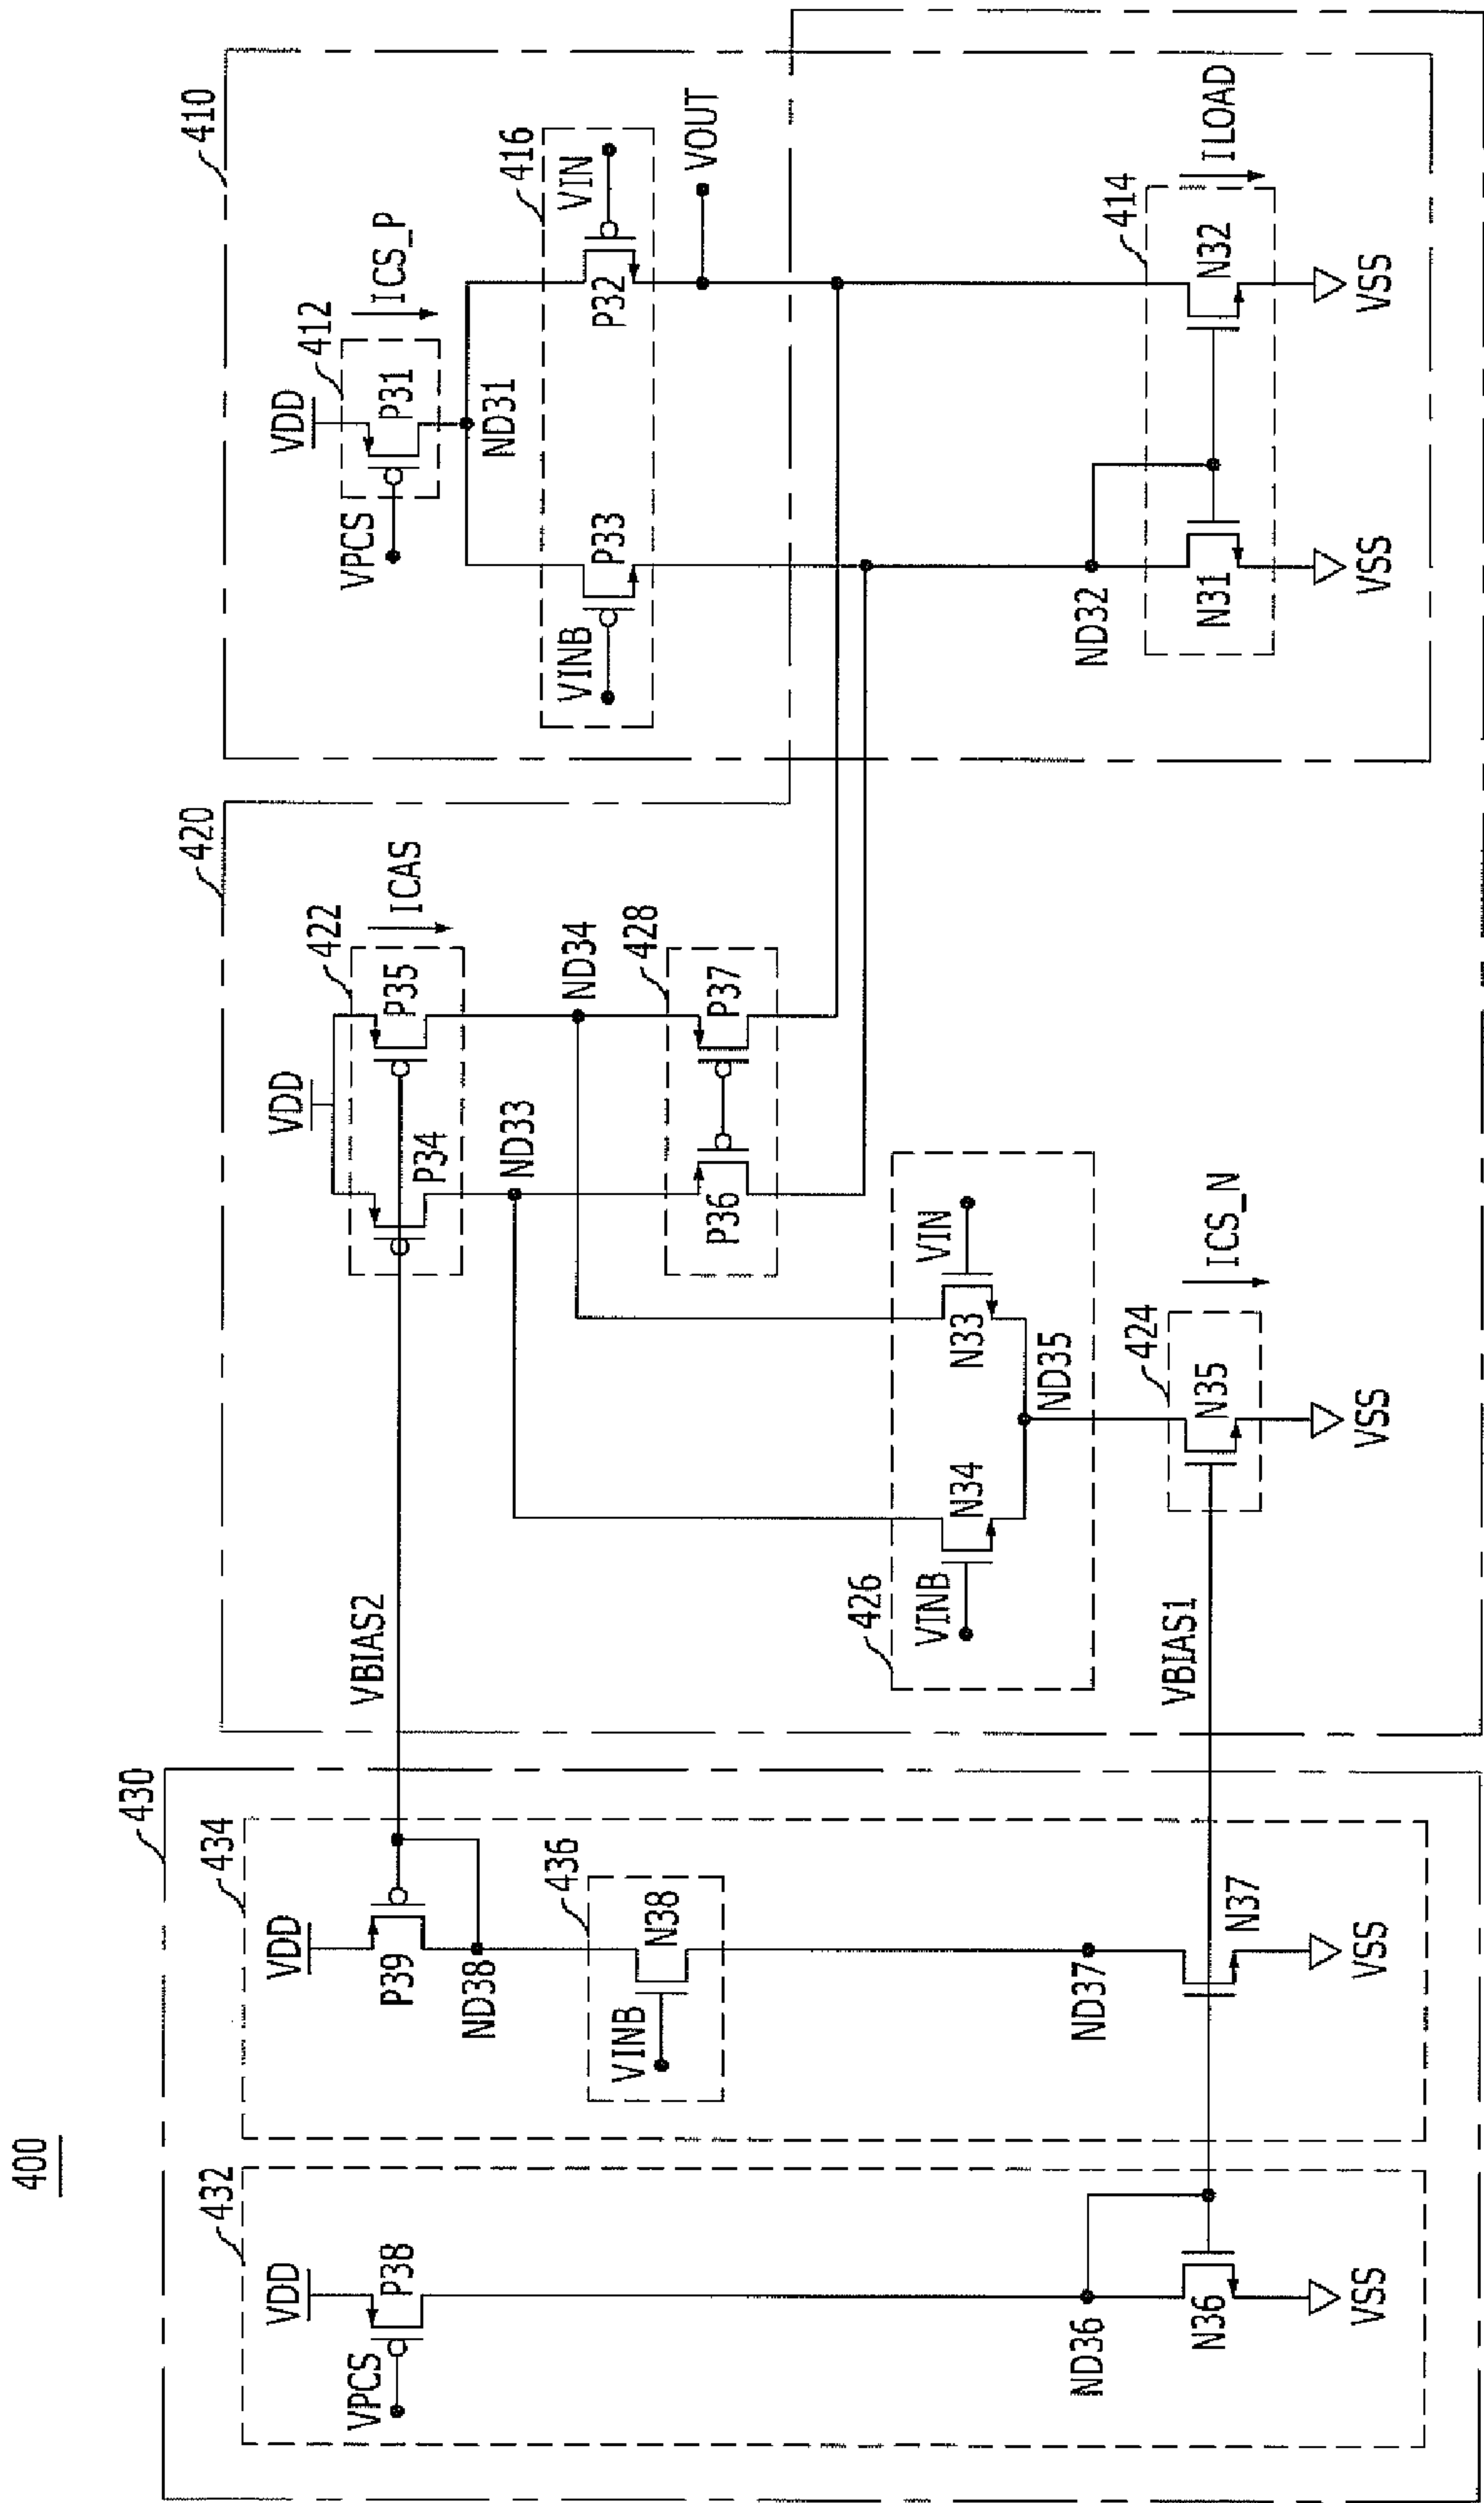 400
430
432
VDD
VPCS
P38
ND36
N36
VSS
434
VDD
P39
ND38
436
VINB
N38
ND37
N37
VSS
420
VBIAS2
VBIAS1
VDD
422
P34
P35
ICAS
ND33
ND34
428
P36
P37
426
VINB
N34
N33
VIN
ND35
424
N35
ICS_N
VSS
410
VDD
412
VPCS
P31
ICS_P
ND31
416
VINB
P33
P32
VIN
VOUT
ND32
414
N31
N32
ILOAD
VSS
VSS